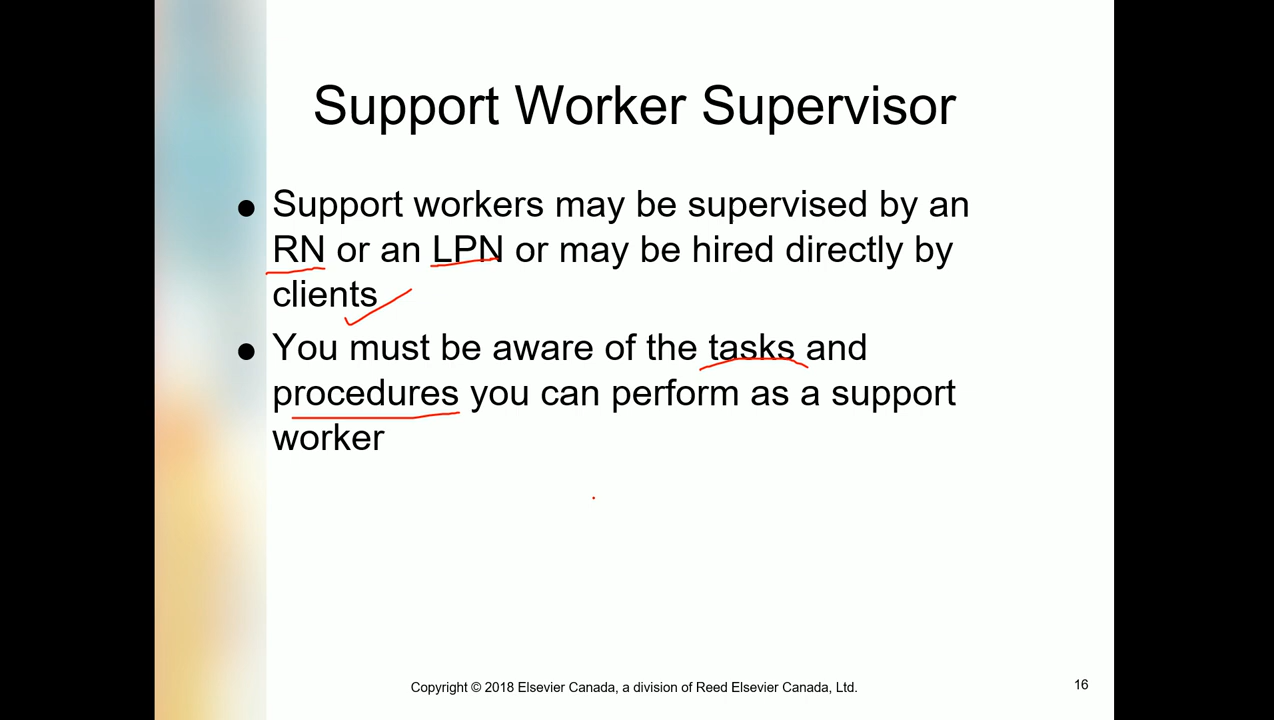 Support Worker Supervisor
● Support workers may be supervised by an
RN or an LPN or may be hired directly by
clients
● You must be aware of the tasks and
procedures you can perform as a support
worker
Copyright © 2018 Elsevier Canada, a division of Reed Elsevier Canada, Ltd.
16